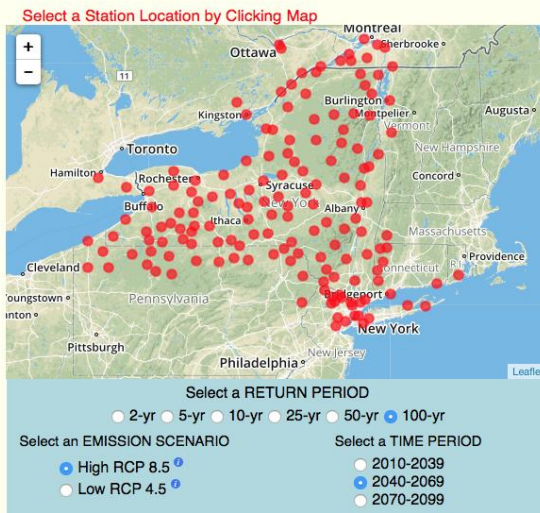 Select a Station Location by Clicking Map
+
−
Montreal
Ottawa
Sherbrooke
11
Burlington
Montpelier
Augusta
Kingston
Vermont
Toronto
New Hampshire
Hamilton
Rochester
Concord
Syracuse
Buffalo
New York
Ithaca
Albany
Massachusetts
Providence
Cleveland
Connecticut
R.I.
Youngstown
Bridgeport
Pennsylvania
anton
New York
Pittsburgh
New Jersey
Philadelphia
Leafle
Select a RETURN PERIOD
2-yr 5-yr 10-yr 25-yr 50-yr 100-yr
Select an EMISSION SCENARIO Select a TIME PERIOD
High RCP 8.5 i 2010-2039
Low RCP 4.5 i 2040-2069
2070-2099